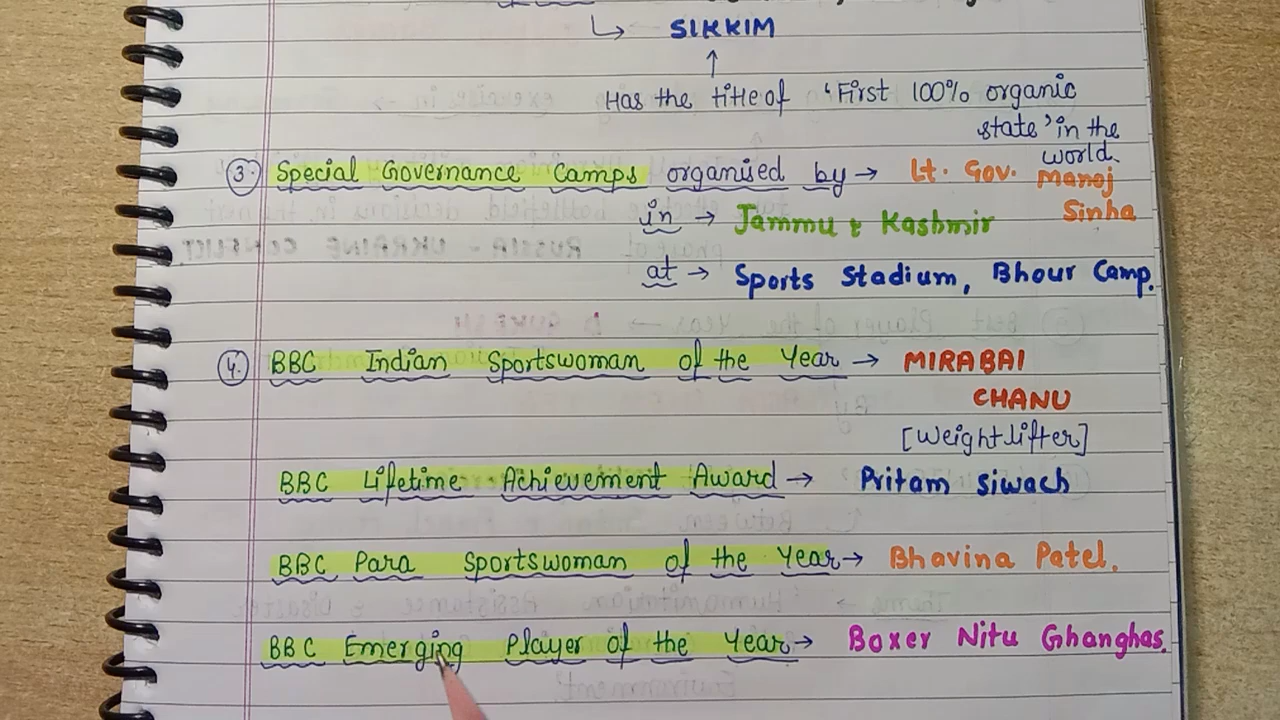 ↳ SIKKIM
↑
Has the title of 'First 100% organic
state' in the
world.
③ Special Governance Camps organised by → Lt. Gov. Manoj
Sinha
in → Jammu & Kashmir
at → Sports Stadium, Bhour Camp.
④ BBC Indian Sportswoman of the Year → MIRABAI
CHANU
[Weightlifter]
BBC Lifetime Achievement Award → Pritam Siwach
BBC Para Sportswoman of the Year → Bhavina Patel.
BBC Emerging Player of the Year → Boxer Nitu Ghanghas.